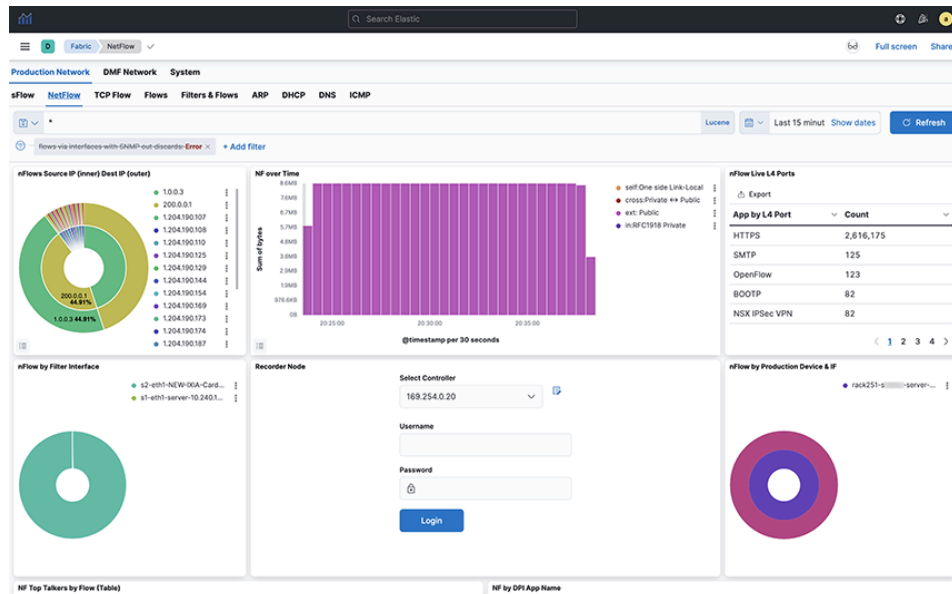 Search Elastic
a
D Fabric NetFlow Full screen Share
Production Network DMF Network System
sFlow NetFlow TCP Flow Flows Filters & Flows ARP DHCP DNS ICMP
* Lucene Last 15 minut Show dates Refresh
flows via interfaces with SNMP out discards: Error × + Add filter
nFlows Source IP (inner) Dest IP (outer)
1.0.0.3
200.0.0.1
1.204.190.107
1.204.190.108
1.204.190.110
1.204.190.125
1.204.190.129
1.204.190.144
1.204.190.154
1.204.190.169
1.204.190.173
1.204.190.174
1.204.190.187
200.0.0.1
44.91%
1.0.0.3 44.91%
NF over Time
Sum of bytes
8.6MB
7.6MB
6.7MB
5.7MB
4.8MB
3.8MB
2.9MB
1.9MB
976.6KB
0B
20:25:00 20:30:00 20:35:00
@timestamp per 30 seconds
self:One side Link-Local
cross:Private ↔ Public
ext: Public
in:RFC1918 Private
nFlow Live L4 Ports
Export
App by L4 Port Count
HTTPS 2,616,175
SMTP 125
OpenFlow 123
BOOTP 82
NSX IPSec VPN 82
< 1 2 3 4 >
nFlow by Filter Interface
s2-eth1-NEW-IXIA-Card...
s1-eth1-server-10.240.1...
Recorder Node
Select Controller
169.254.0.20
Username
Password
Login
nFlow by Production Device & IF
rack251-s -server-...
NF Top Talkers by Flow (Table)
NF by DPI App Name